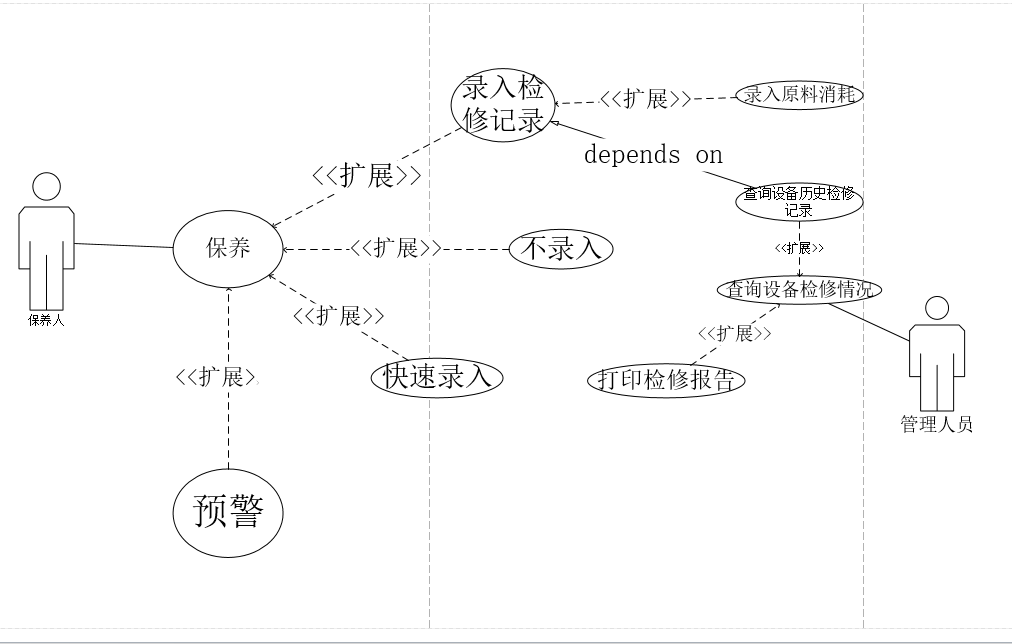 录入检
修记录
<<扩展>>
录入原料消耗
depends on
<<扩展>>
查询设备历史检修
记录
保养
<<扩展>>
不录入
<<扩展>>
查询设备检修情况
保养人
<<扩展>>
<<扩展>>
<<扩展>
快速录入
打印检修报告
管理人员
预警